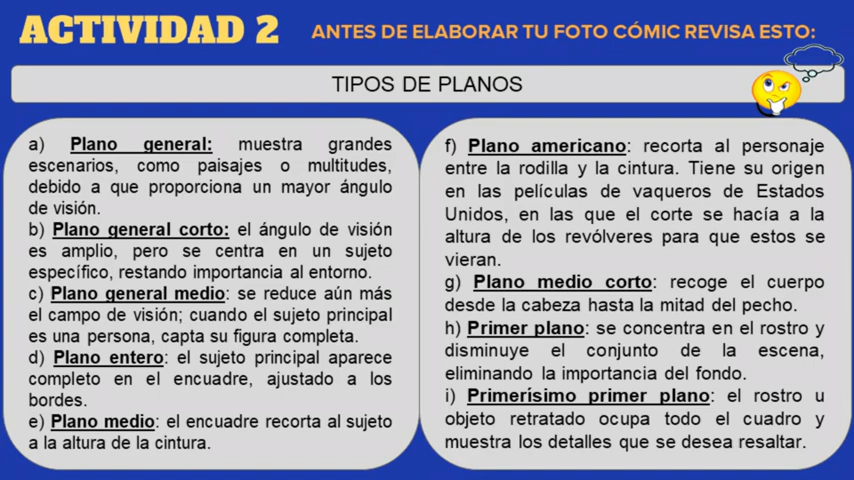 ACTIVIDAD 2 ANTES DE ELABORAR TU FOTO CÓMIC REVISA ESTO:
TIPOS DE PLANOS
a) Plano general: muestra grandes
escenarios, como paisajes o multitudes,
debido a que proporciona un mayor ángulo
de visión.
b) Plano general corto: el ángulo de visión
es amplio, pero se centra en un sujeto
específico, restando importancia al entorno.
c) Plano general medio: se reduce aún más
el campo de visión; cuando el sujeto principal
es una persona, capta su figura completa.
d) Plano entero: el sujeto principal aparece
completo en el encuadre, ajustado a los
bordes.
e) Plano medio: el encuadre recorta al sujeto
a la altura de la cintura.
f) Plano americano: recorta al personaje
entre la rodilla y la cintura. Tiene su origen
en las películas de vaqueros de Estados
Unidos, en las que el corte se hacía a la
altura de los revólveres para que estos se
vieran.
g) Plano medio corto: recoge el cuerpo
desde la cabeza hasta la mitad del pecho.
h) Primer plano: se concentra en el rostro y
disminuye el conjunto de la escena,
eliminando la importancia del fondo.
i) Primerísimo primer plano: el rostro u
objeto retratado ocupa todo el cuadro y
muestra los detalles que se desea resaltar.